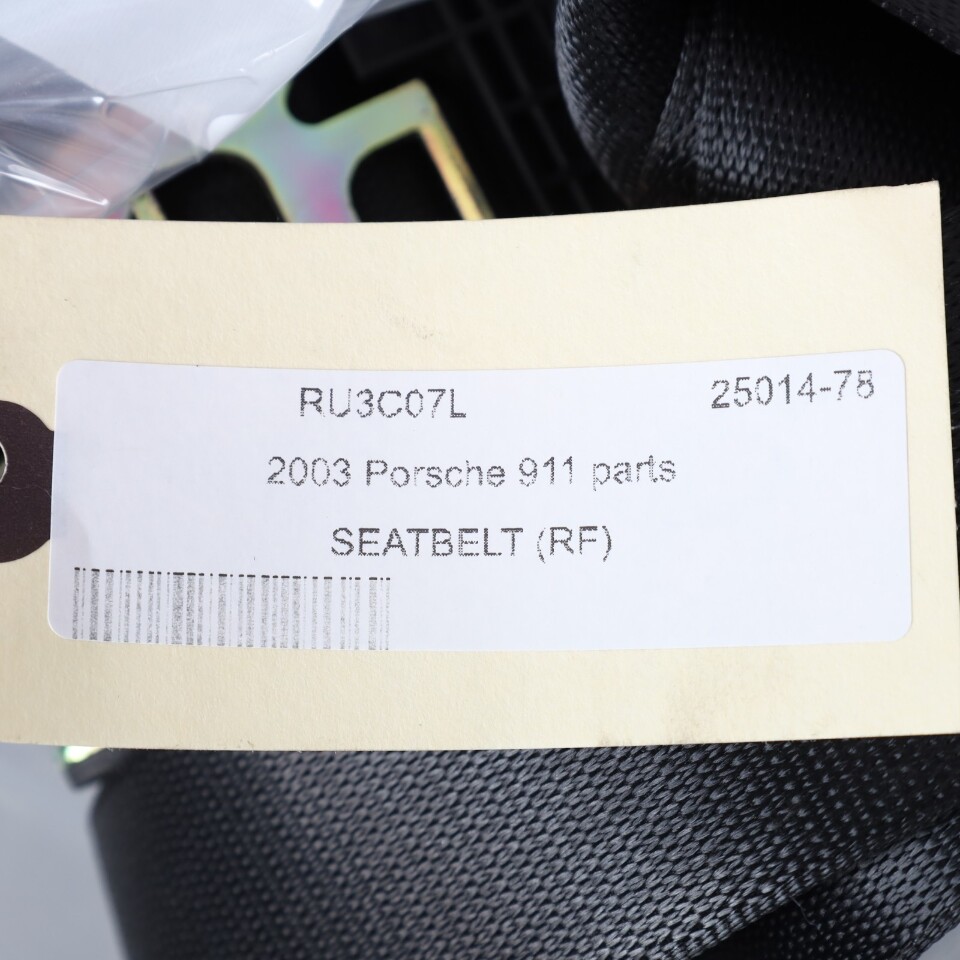 RU3C07L 25014-78
2003 Porsche 911 parts
SEATBELT (RF)